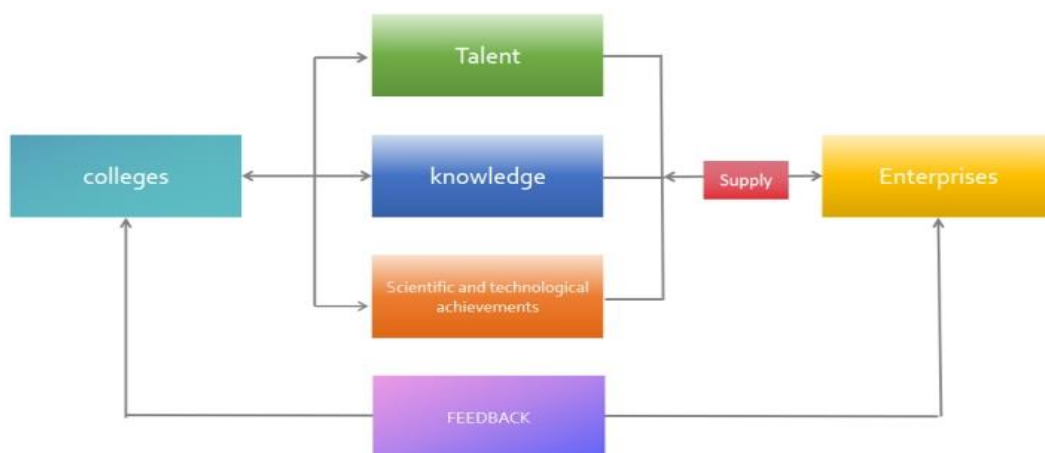 Talent
colleges
knowledge
Supply
Enterprises
Scientific and technological
achievements
FEEDBACK